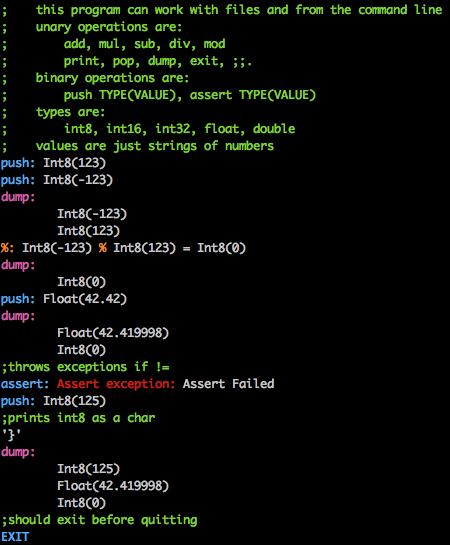 ;    this program can work with files and from the command line
;    unary operations are:
;        add, mul, sub, div, mod
;        print, pop, dump, exit, ;;.
;    binary operations are:
;        push TYPE(VALUE), assert TYPE(VALUE)
;    types are:
;        int8, int16, int32, float, double
;    values are just strings of numbers
push: Int8(123)
push: Int8(-123)
dump:
        Int8(-123)
        Int8(123)
%: Int8(-123) % Int8(123) = Int8(0)
dump:
        Int8(0)
push: Float(42.42)
dump:
        Float(42.419998)
        Int8(0)
;throws exceptions if !=
assert: Assert exception: Assert Failed
push: Int8(125)
;prints int8 as a char
'}'
dump:
        Int8(125)
        Float(42.419998)
        Int8(0)
;should exit before quitting
EXIT